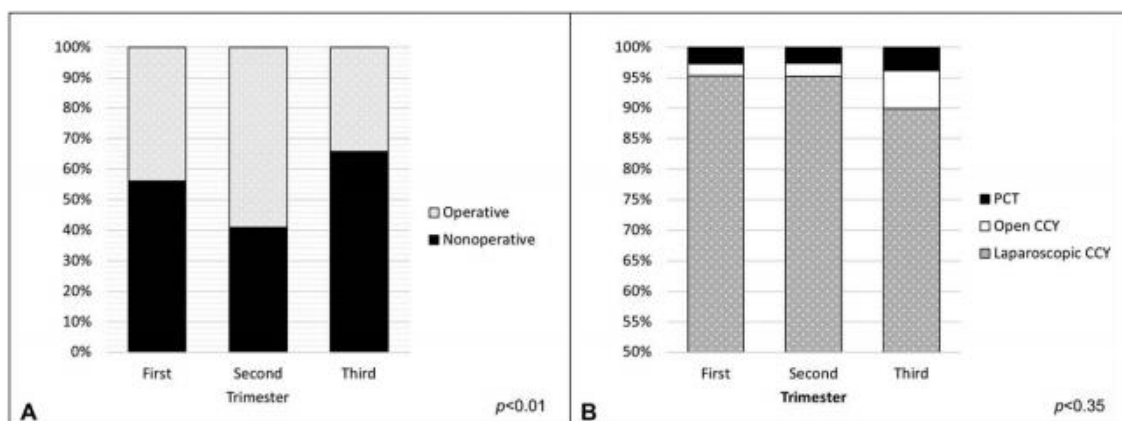 100%
90%
80%
70%
60%
50%
40%
30%
20%
10%
0%
First Second Third
Trimester
Operative
Nonoperative
A
p<0.01
100%
95%
90%
85%
80%
75%
70%
65%
60%
55%
50%
First Second Third
Trimester
PCT
Open CCY
Laparoscopic CCY
B
p<0.35